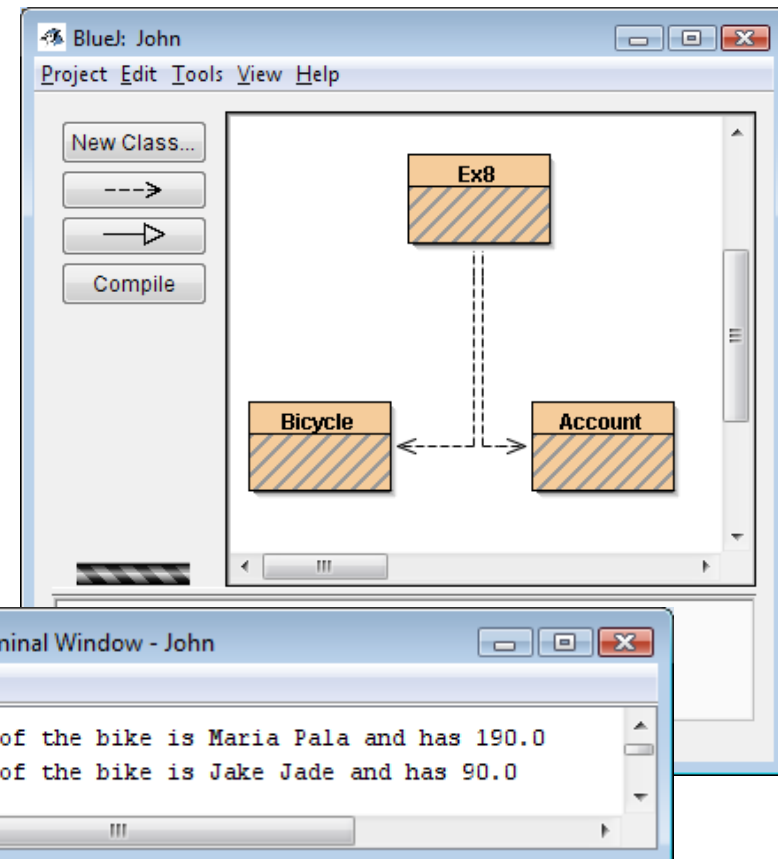 BlueJ: John
Project Edit Tools View Help
New Class...
Compile
Ex8
Bicycle
Account
Window - John
of the bike is Maria Pala and has 190.0
of the bike is Jake Jade and has 90.0